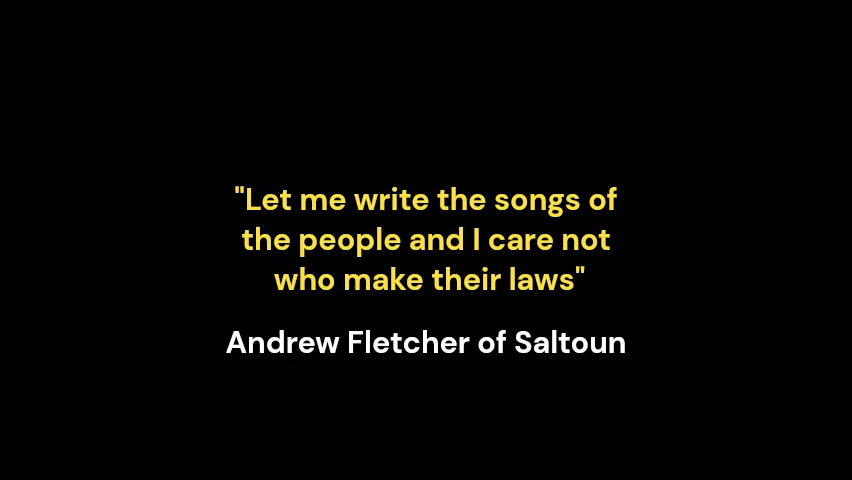 "Let me write the songs of
the people and I care not
who make their laws"
Andrew Fletcher of Saltoun